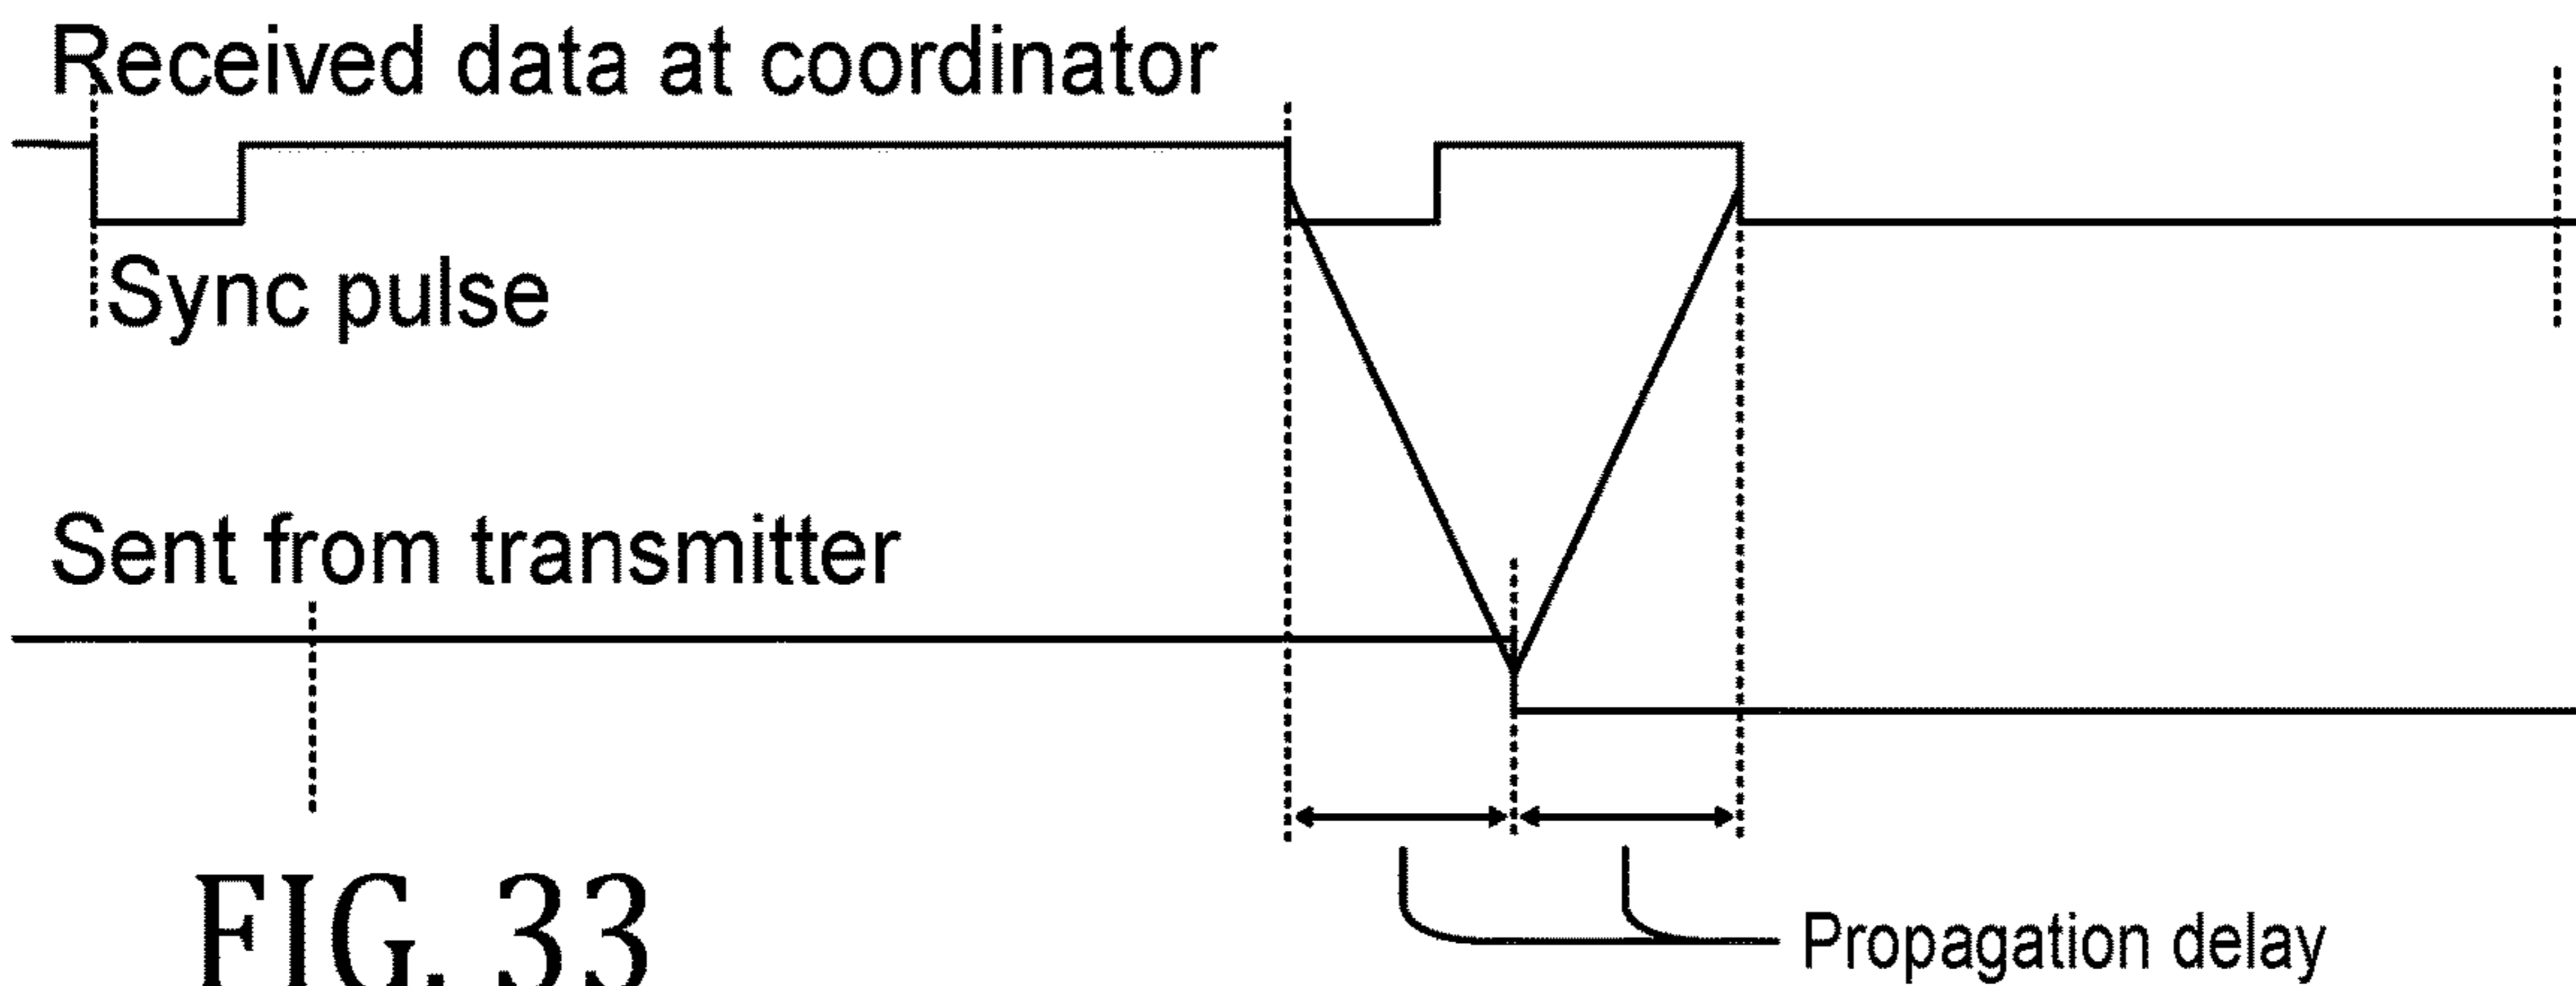 Received data at coordinator
Sync pulse
Sent from transmitter
FIG. 33
Propagation delay